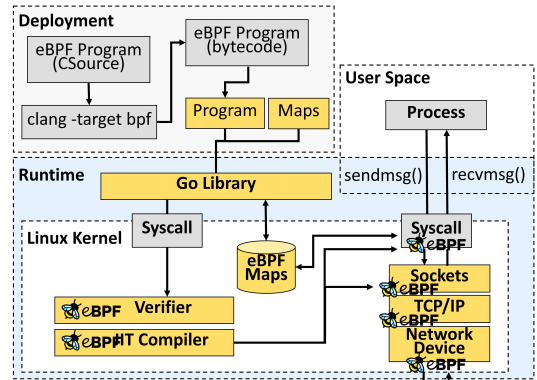 Deployment
eBPF Program
(CSource)
clang -target bpf
eBPF Program
(bytecode)
Program
Maps
User Space
Process
sendmsg()
recvmsg()
Runtime
Go Library
Linux Kernel
Syscall
eBPF
Maps
Syscall
eBPF
Sockets
eBPF
TCP/IP
eBPF
Network
Device
eBPF
eBPF
Verifier
eBPF
Compiler